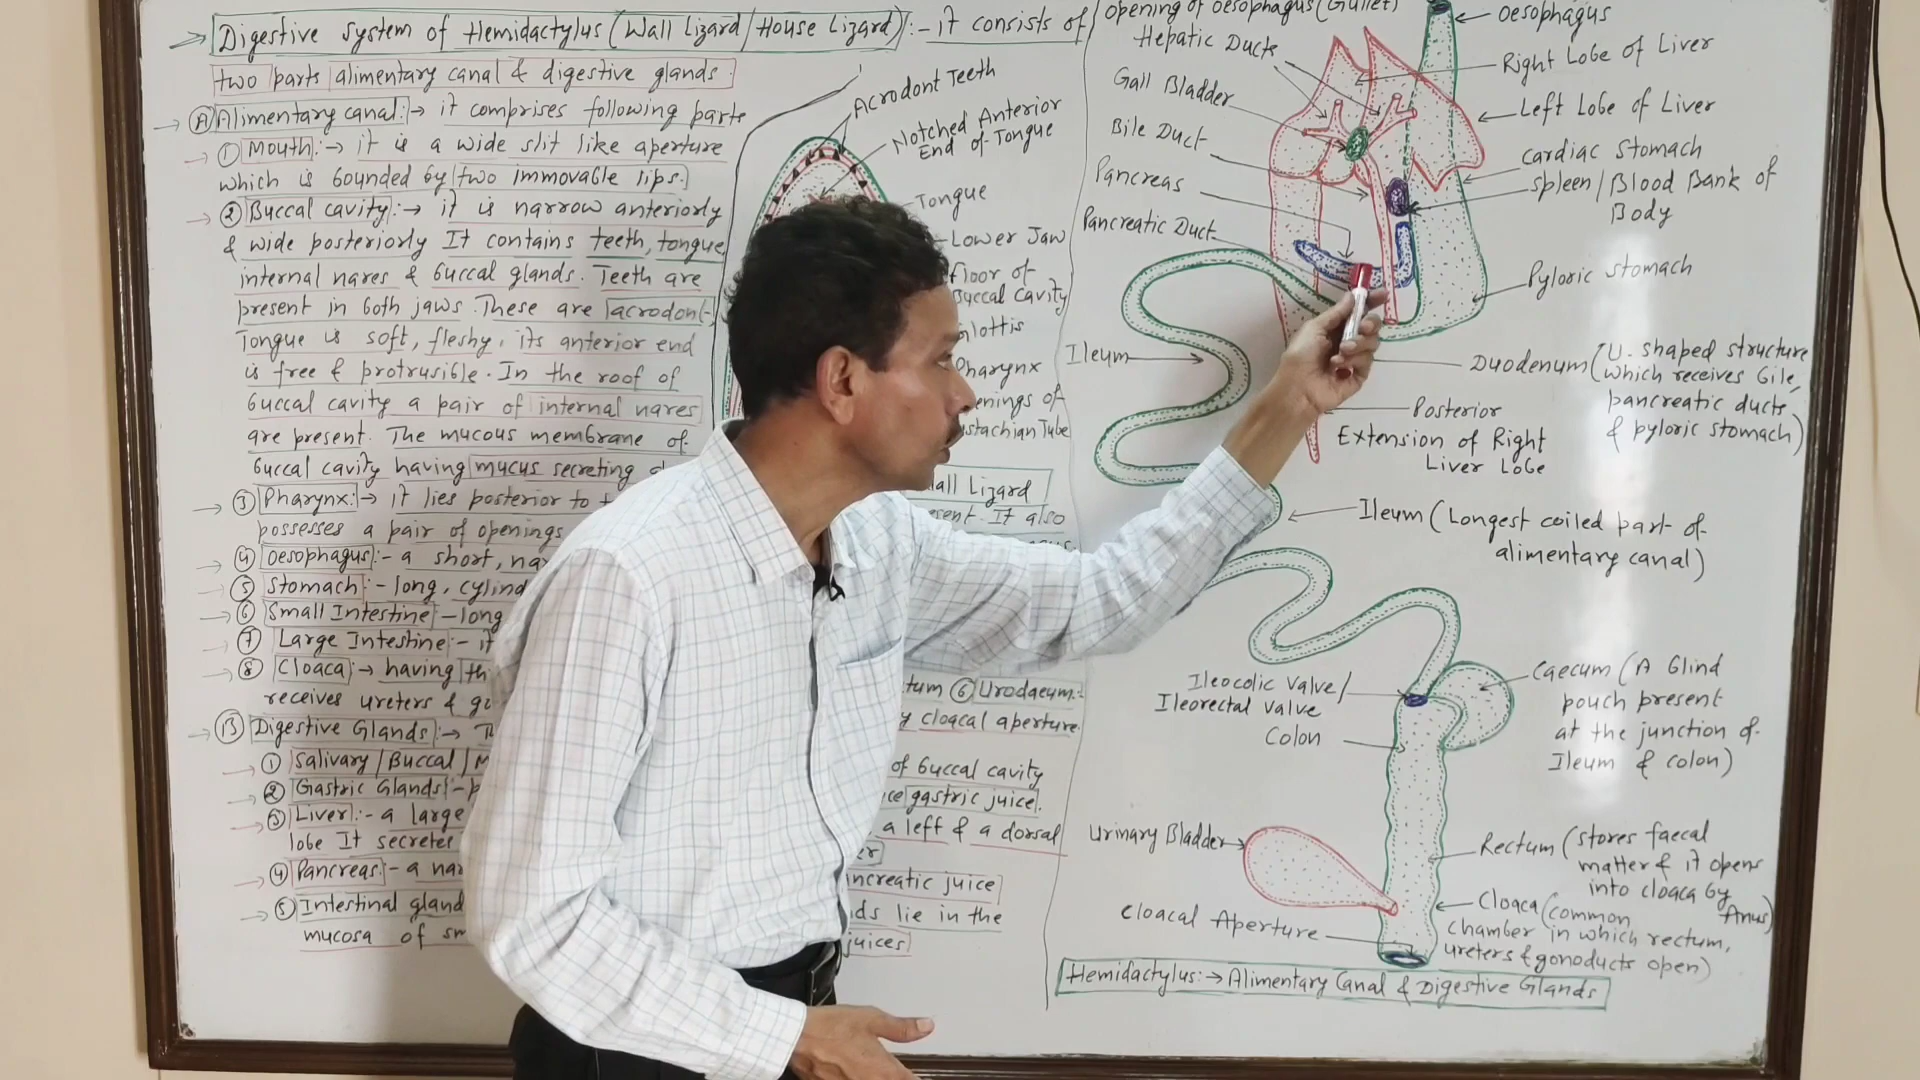 Digestive System of Hemidactylus (Wall Lizard/House Lizard):- it consists of
two parts alimentary canal & digestive glands.
(A) Alimentary canal:→ it comprises following parts
① Mouth:→ it is a wide slit like aperture
which is bounded by two immovable lips.
② Buccal cavity:→ it is narrow anteriorly
& wide posteriorly It contains teeth, tongue
internal nares & buccal glands. Teeth are
present in both jaws. These are acrodont.
Tongue is soft, fleshy, its anterior end
is free & protrusible. In the roof of
buccal cavity a pair of internal nares
are present. The mucous membrane of
buccal cavity having mucus secreting
③ Pharynx:→ it lies posterior to
possesses a pair of openings
④ Oesophagus:- a short,
⑤ Stomach:- long,
⑥ Small Intestine - long
⑦ Large Intestine:-
⑧ Cloaca:→ having
receives ureters &
(B) Digestive Glands:→
① Salivary/Buccal/
② Gastric Glands:-
③ Liver:- a large
lobe It secretes
④ Pancreas:- a
⑤ Intestinal
mucosa of
Acrodont Teeth
Notched Anterior
End of Tongue
Tongue
Lower Jaw
floor of
Buccal cavity
Glottis
Pharynx
of
Tube
Lizard
It also
⑥ Urodaeum:-
cloacal aperture.
of buccal cavity
gastric juice.
a left & a dorsal
juice
lie in the
juices
opening of Oesophagus (Gullet)
Hepatic Ducts
Gall Bladder
Bile Duct
Pancreas
Pancreatic Duct
Ileum
Oesophagus
Right Lobe of Liver
Left Lobe of Liver
Cardiac Stomach
Spleen/Blood Bank of
Body
Pyloric Stomach
Duodenum (U-shaped structure
which receives bile,
pancreatic ducts
& pyloric stomach)
Posterior
Extension of Right
Liver Lobe
Ileum (Longest coiled part of
alimentary canal)
Ileocolic Valve/
Ileorectal Valve
Colon
Caecum (A Blind
pouch present
at the junction of
Ileum & colon)
Urinary Bladder
Rectum (stores faecal
matter & it opens
into cloaca by
Anus)
Cloacal Aperture
Cloaca (common
chamber in which rectum,
ureters & gonoducts open)
Hemidactylus:→ Alimentary Canal & Digestive Glands